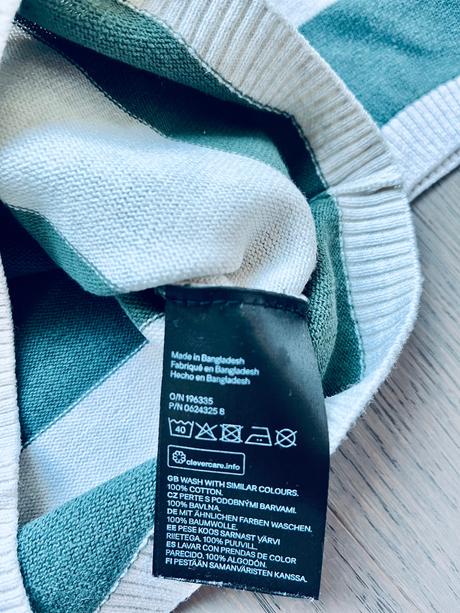 Made in Bangladesh
Fabriqué en Bangladesh
Hecho en Bangladesh
O/N 196335
P/N 0624325 8
40
clevercare.info
GB WASH WITH SIMILAR COLOURS.
100% COTTON.
CZ PERTE S PODOBNÝMI BARVAMI.
100% BAVLNA.
DE MIT ÄHNLICHEN FARBEN WASCHEN.
100% BAUMWOLLE.
EE PESE KOOS SARNAST VÄRVI
RIIETEGA. 100% PUUVILL.
ES LAVAR CON PRENDAS DE COLOR
PARECIDO. 100% ALGODÓN.
FI PESTÄÄN SAMANVÄRISTEN KANSSA.